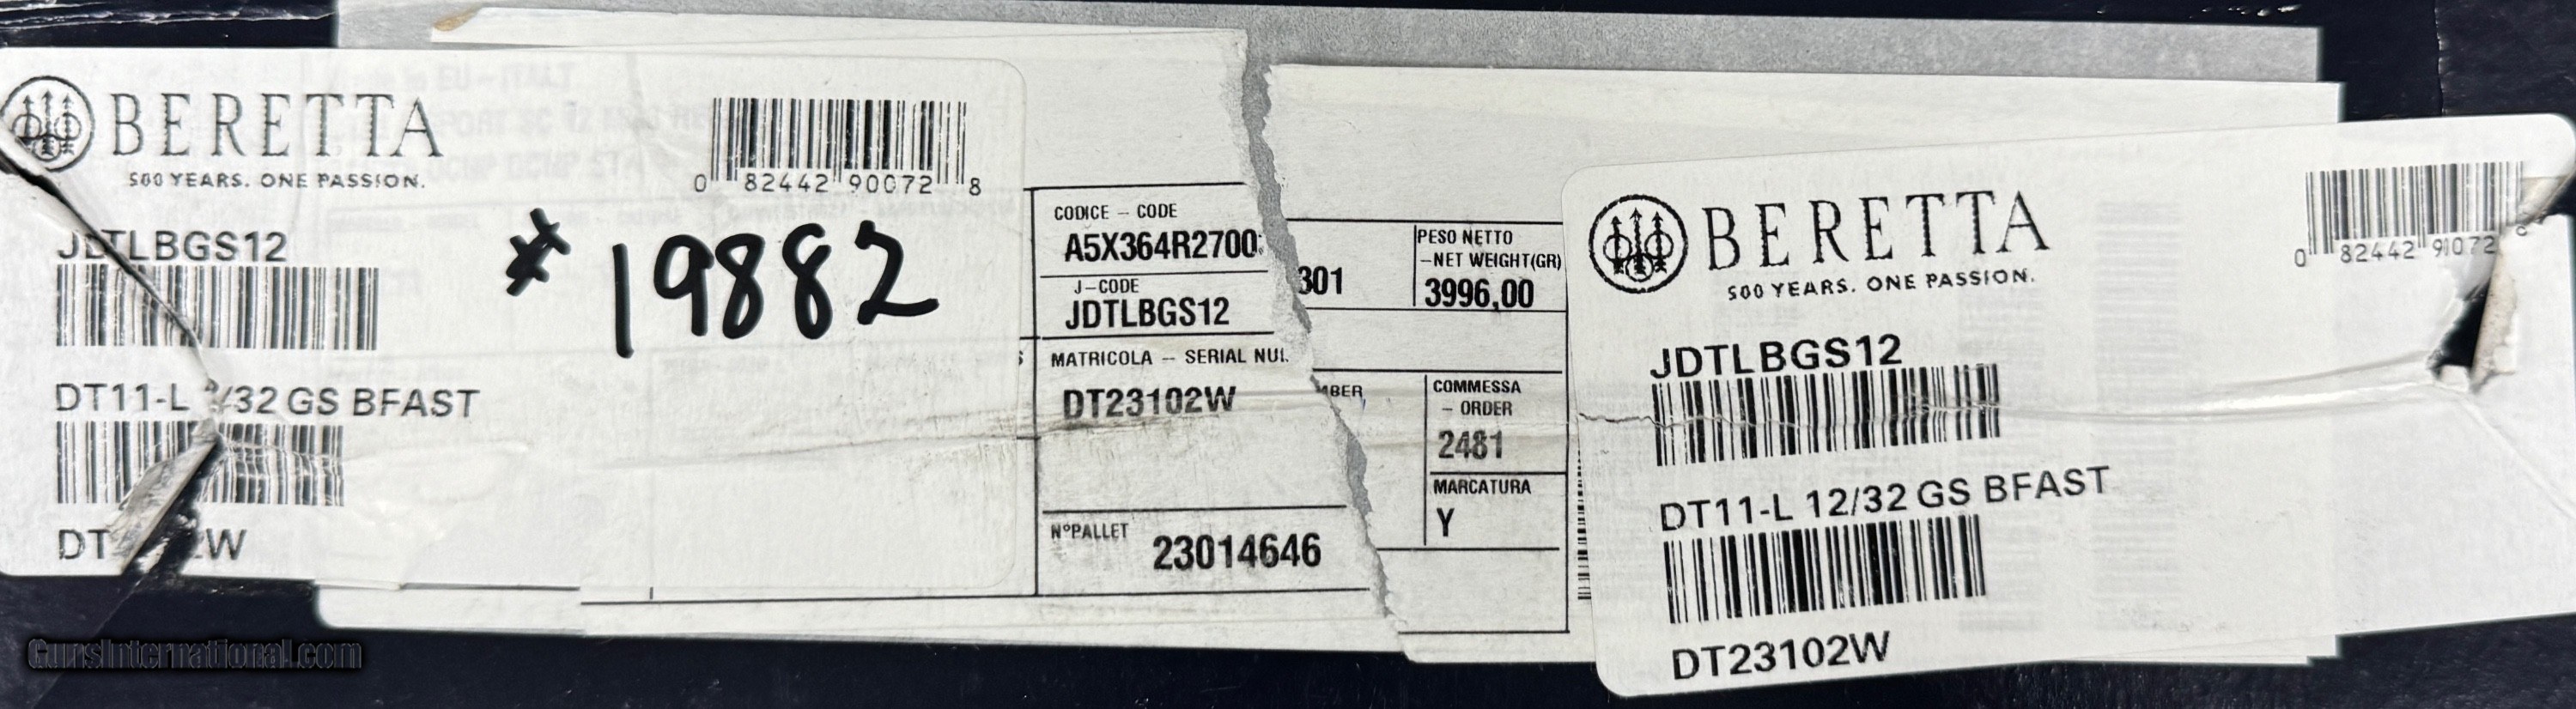 BERETTA
500 YEARS. ONE PASSION.
0 82442 90072 8
JDTLBGS12
# 19882
DT11-L /32 GS BFAST
CODICE – CODE
A5X364R2700
J–CODE
JDTLBGS12
MATRICOLA – SERIAL NU
DT23102W
N°PALLET
23014646
301
PESO NETTO
–NET WEIGHT(GR)
3996,00
MBER
COMMESSA
– ORDER
2481
MARCATURA
Y
BERETTA
500 YEARS. ONE PASSION.
0 82442 90072
JDTLBGS12
DT11-L 12/32 GS BFAST
DT23102W
GunsInternational.com